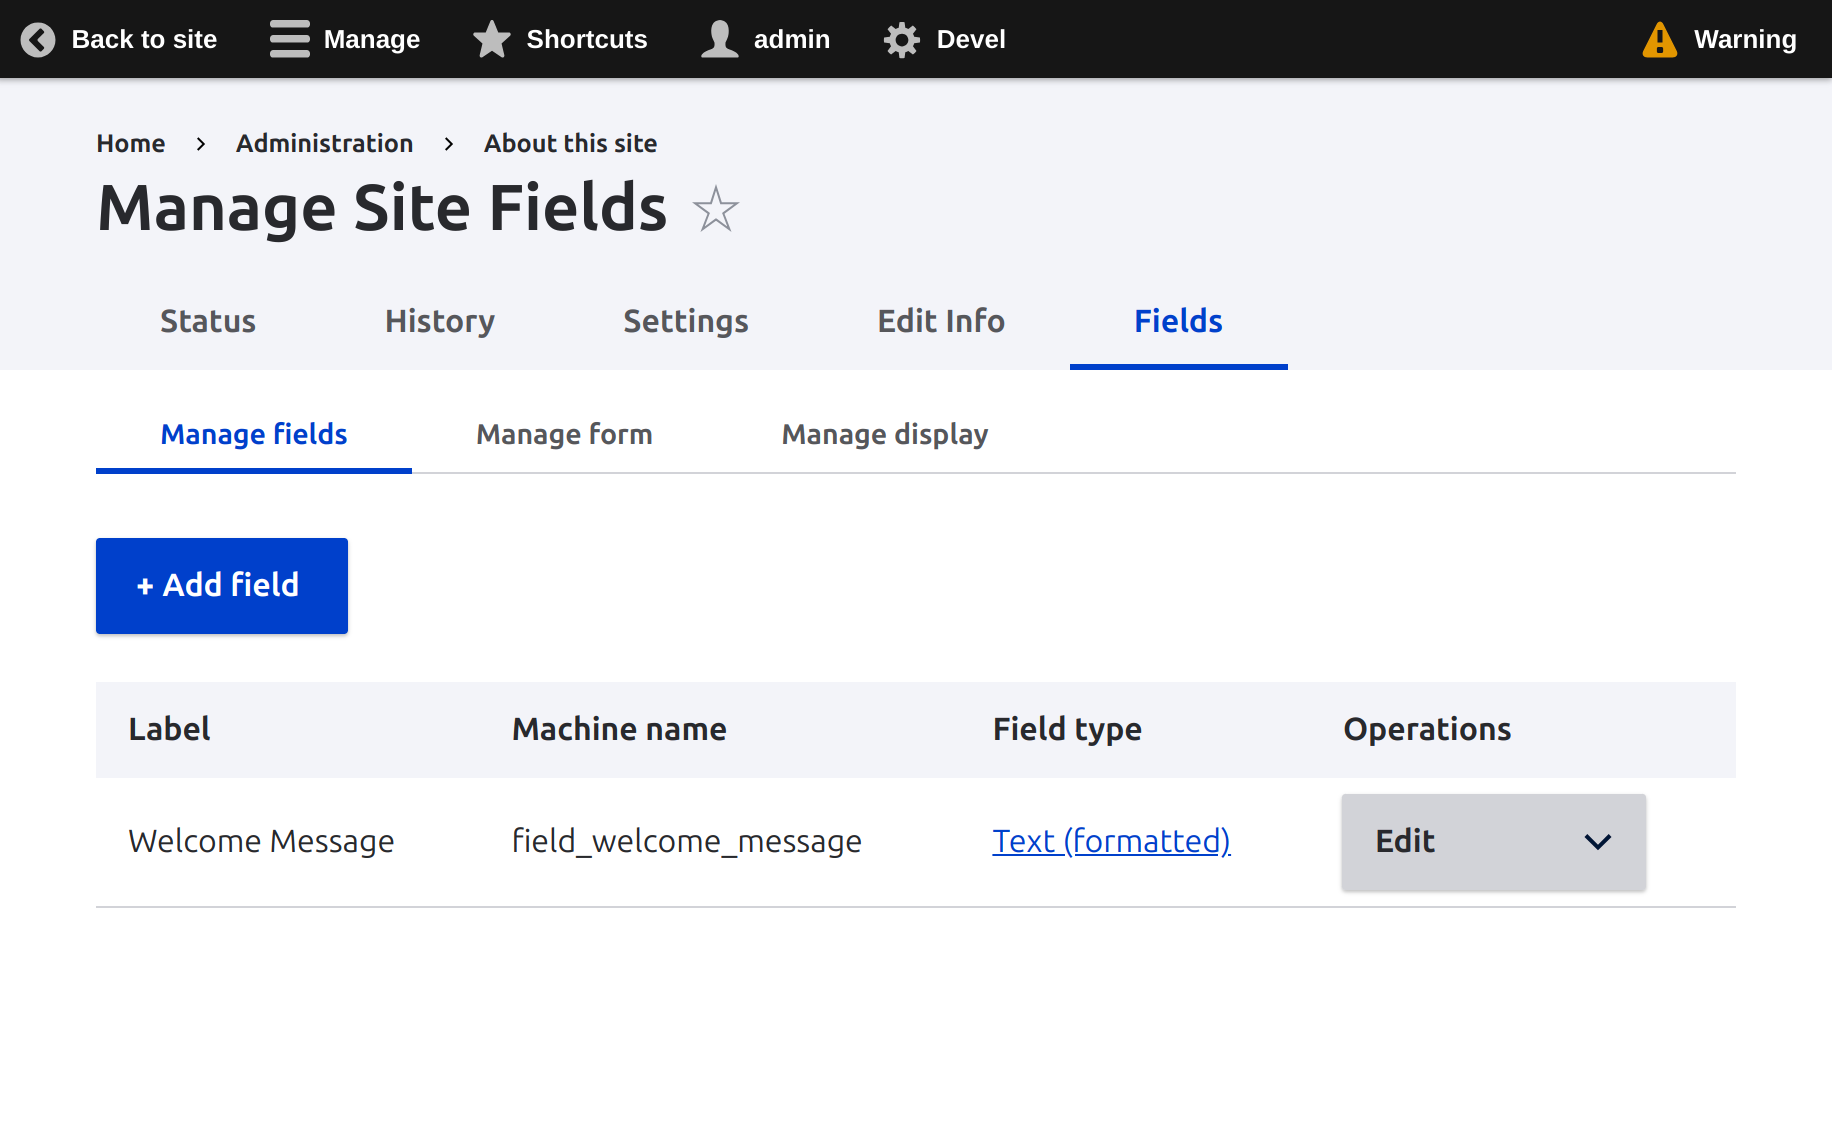 Back to site Manage Shortcuts admin Devel Warning
Home › Administration › About this site
Manage Site Fields
Status History Settings Edit Info Fields
Manage fields Manage form Manage display
+ Add field
Label Machine name Field type Operations
Welcome Message field_welcome_message Text (formatted) Edit